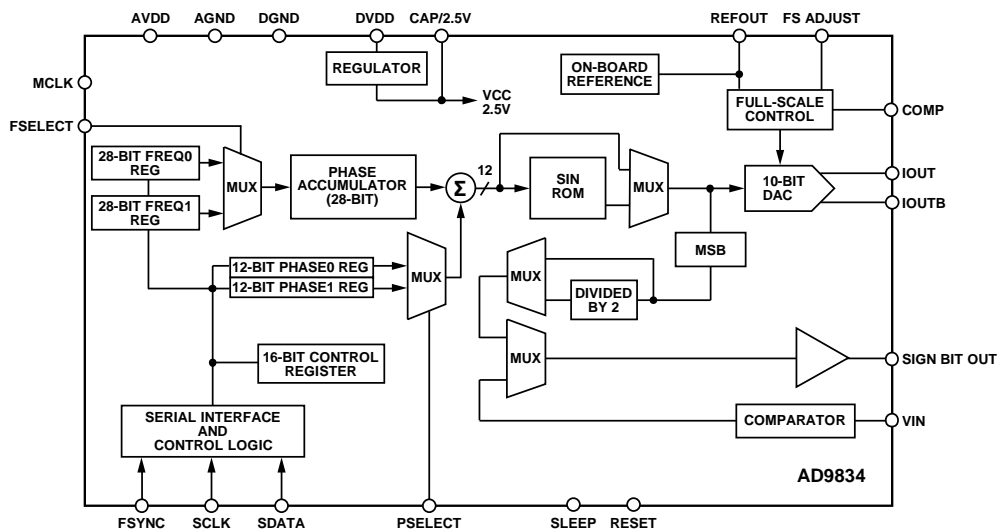 AVDD AGND DGND DVDD CAP/2.5V REFOUT FS ADJUST
REGULATOR
ON-BOARD
REFERENCE
MCLK
VCC
2.5V
FULL-SCALE
CONTROL
COMP
FSELECT
28-BIT FREQ0
REG
28-BIT FREQ1
REG
MUX
PHASE
ACCUMULATOR
(28-BIT)
Σ
12
SIN
ROM
MUX
10-BIT
DAC
IOUT
IOUTB
MSB
12-BIT PHASE0 REG
12-BIT PHASE1 REG
MUX
MUX
DIVIDED
BY 2
16-BIT CONTROL
REGISTER
MUX
SIGN BIT OUT
SERIAL INTERFACE
AND
CONTROL LOGIC
COMPARATOR
VIN
AD9834
FSYNC SCLK SDATA PSELECT SLEEP RESET